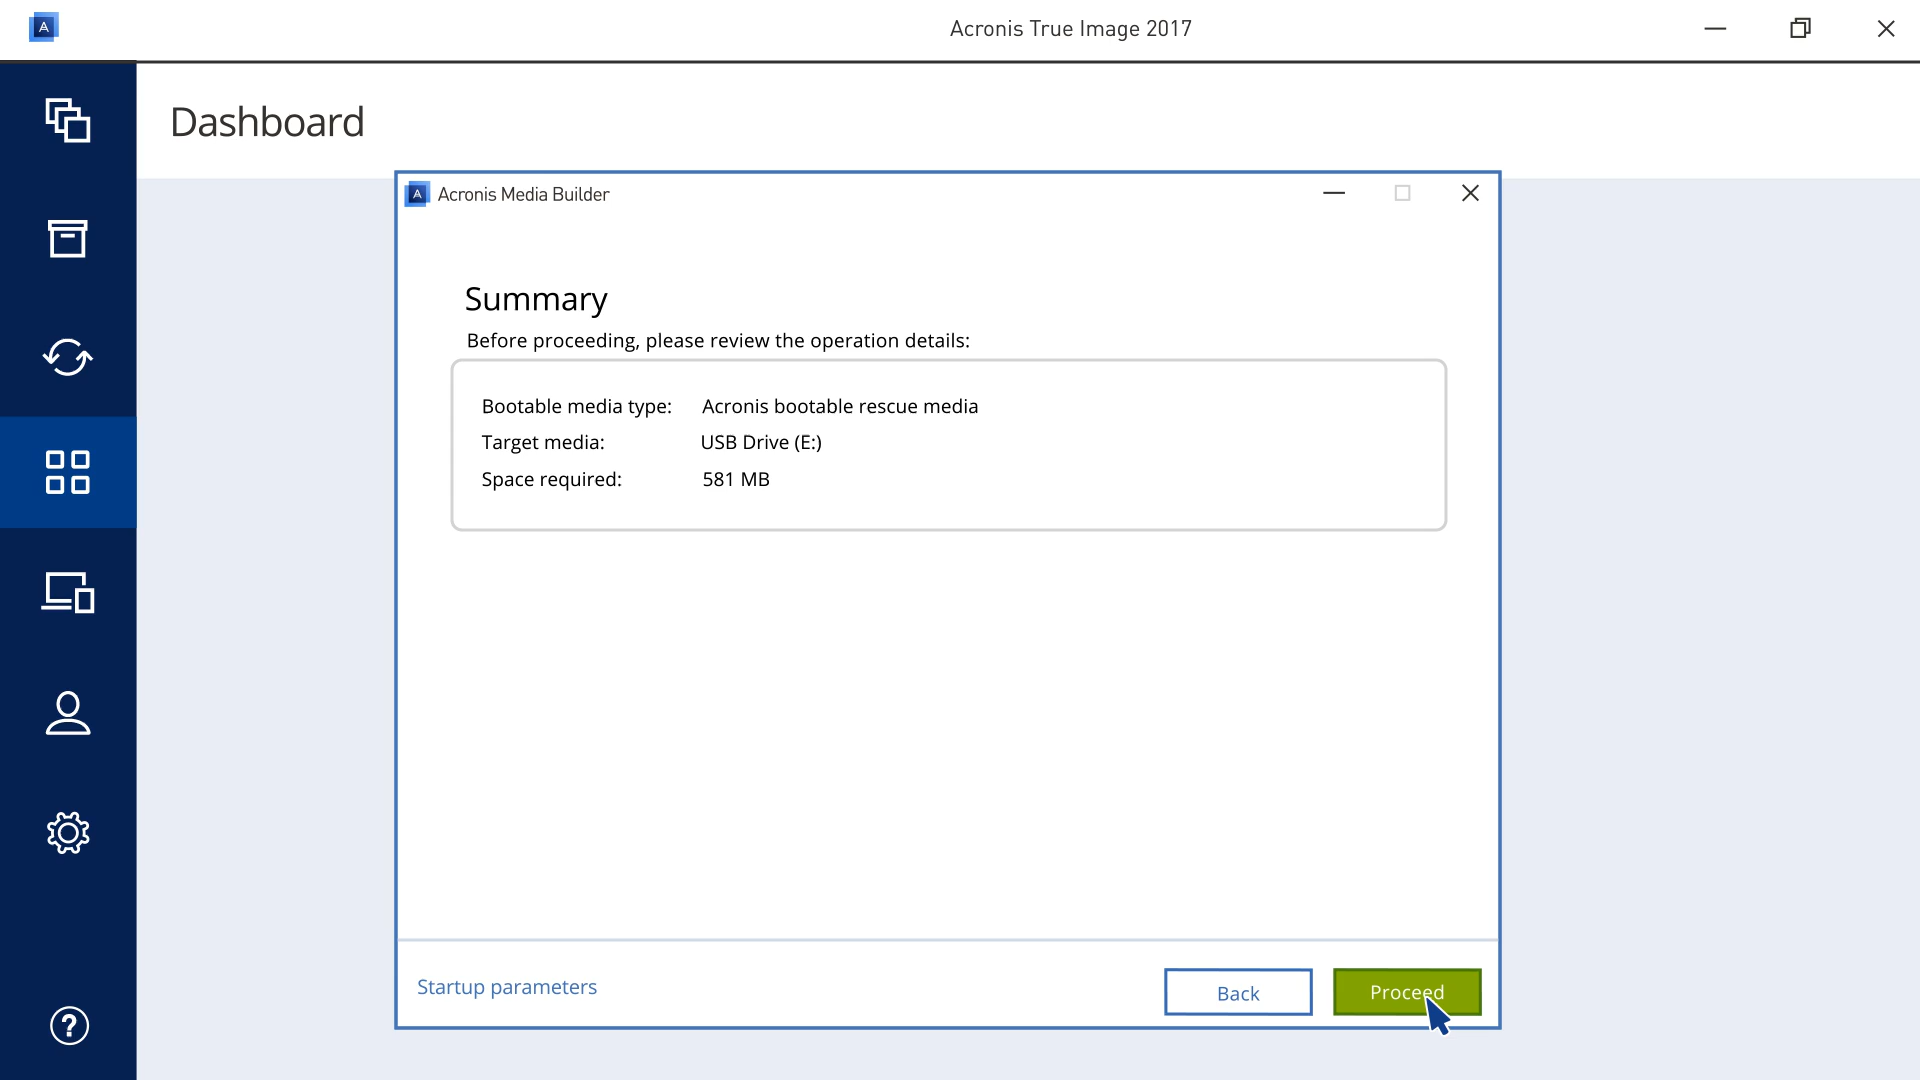 Acronis True Image 2017
Dashboard
Acronis Media Builder
Summary
Before proceeding, please review the operation details:
Bootable media type: Acronis bootable rescue media
Target media: USB Drive (E:)
Space required: 581 MB
Startup parameters
Back
Proceed